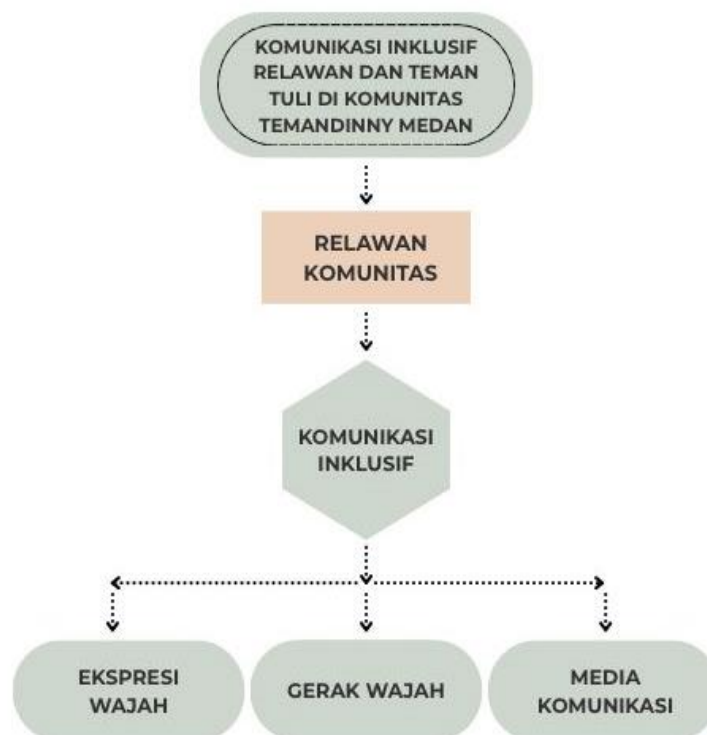 KOMUNIKASI INKLUSIF
RELAWAN DAN TEMAN
TULI DI KOMUNITAS
TEMANDINNY MEDAN
RELAWAN
KOMUNITAS
KOMUNIKASI
INKLUSIF
EKSPRESI
WAJAH
GERAK WAJAH
MEDIA
KOMUNIKASI